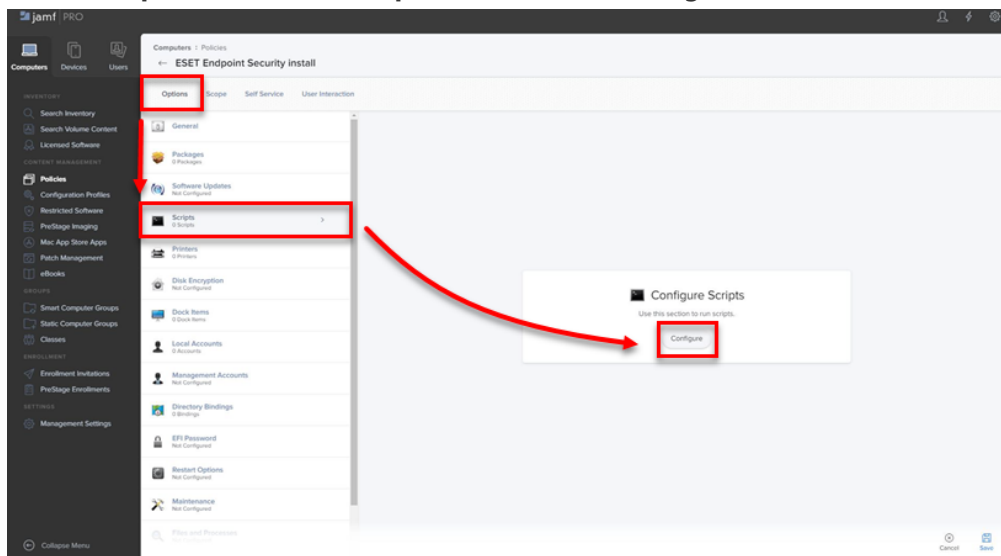 jamf PRO
Computers
Devices
Users
INVENTORY
Search Inventory
Search Volume Content
Licensed Software
CONTENT MANAGEMENT
Policies
Configuration Profiles
Restricted Software
PreStage Imaging
Mac App Store Apps
Patch Management
eBooks
GROUPS
Smart Computer Groups
Static Computer Groups
Classes
ENROLLMENT
Enrollment Invitations
PreStage Enrollments
SETTINGS
Management Settings
Collapse Menu
Computers : Policies
← ESET Endpoint Security install
Options Scope Self Service User Interaction
General
Packages
0 Packages
Software Updates
Not Configured
Scripts
0 Scripts
Printers
0 Printers
Disk Encryption
Not Configured
Dock Items
0 Dock Items
Local Accounts
0 Accounts
Management Accounts
Not Configured
Directory Bindings
0 Bindings
EFI Password
Not Configured
Restart Options
Not Configured
Maintenance
Not Configured
Files and Processes
Configure Scripts
Use this section to run scripts.
Configure
Cancel
Save